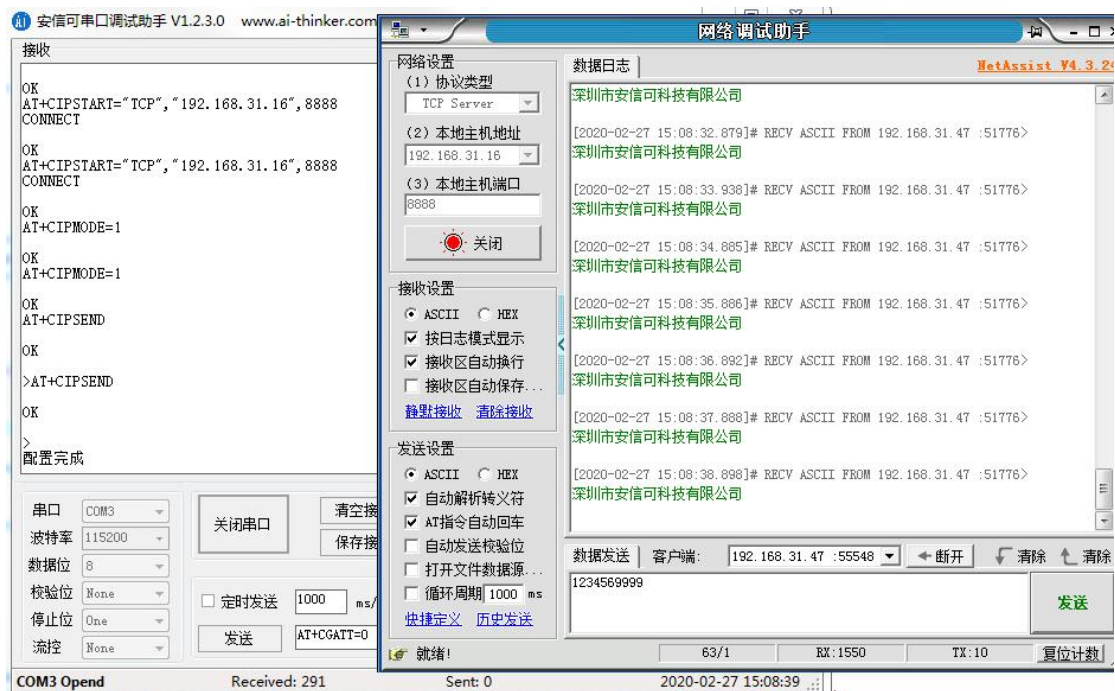 安信可串口调试助手 V1.2.3.0 www.ai-thinker.com
接收
OK
AT+CIPSTART="TCP","192.168.31.16",8888
CONNECT
OK
AT+CIPSTART="TCP","192.168.31.16",8888
CONNECT
OK
AT+CIPMODE=1
OK
AT+CIPMODE=1
OK
AT+CIPSEND
OK
>AT+CIPSEND
OK
>
配置完成
串口 COM3
波特率 115200
数据位 8
校验位 None
停止位 One
流控 None
关闭串口
清空接
保存接
定时发送 1000 ms/
发送 AT+CGATT=0
COM3 Opend Received: 291 Sent: 0 2020-02-27 15:08:39
网络调试助手
网络设置
(1) 协议类型
TCP Server
(2) 本地主机地址
192.168.31.16
(3) 本地主机端口
8888
关闭
接收设置
ASCII HEX
按日志模式显示
接收区自动换行
接收区自动保存...
静默接收 清除接收
发送设置
ASCII HEX
自动解析转义符
AT指令自动回车
自动发送校验位
打开文件数据源...
循环周期 1000 ms
快捷定义 历史发送
数据日志 NetAssist V4.3.24
深圳市安信可科技有限公司
[2020-02-27 15:08:32.879]# RECV ASCII FROM 192.168.31.47 :51776>
深圳市安信可科技有限公司
[2020-02-27 15:08:33.938]# RECV ASCII FROM 192.168.31.47 :51776>
深圳市安信可科技有限公司
[2020-02-27 15:08:34.885]# RECV ASCII FROM 192.168.31.47 :51776>
深圳市安信可科技有限公司
[2020-02-27 15:08:35.886]# RECV ASCII FROM 192.168.31.47 :51776>
深圳市安信可科技有限公司
[2020-02-27 15:08:36.892]# RECV ASCII FROM 192.168.31.47 :51776>
深圳市安信可科技有限公司
[2020-02-27 15:08:37.888]# RECV ASCII FROM 192.168.31.47 :51776>
深圳市安信可科技有限公司
[2020-02-27 15:08:38.898]# RECV ASCII FROM 192.168.31.47 :51776>
深圳市安信可科技有限公司
数据发送 客户端: 192.168.31.47 :55548 断开 清除 清除
1234569999
发送
就绪! 63/1 RX:1550 TX:10 复位计数